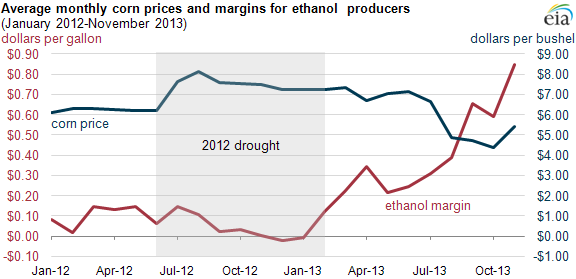 Average monthly corn prices and margins for ethanol producers
(January 2012-November 2013)
eia
dollars per gallon
dollars per bushel
$0.90
$9.00
$0.80
$8.00
$0.70
$7.00
$0.60
$6.00
corn price
$0.50
$5.00
2012 drought
$0.40
$4.00
$0.30
$3.00
$0.20
$2.00
ethanol margin
$0.10
$1.00
$0.00
$0.00
-$0.10
-$1.00
Jan-12 Apr-12 Jul-12 Oct-12 Jan-13 Apr-13 Jul-13 Oct-13